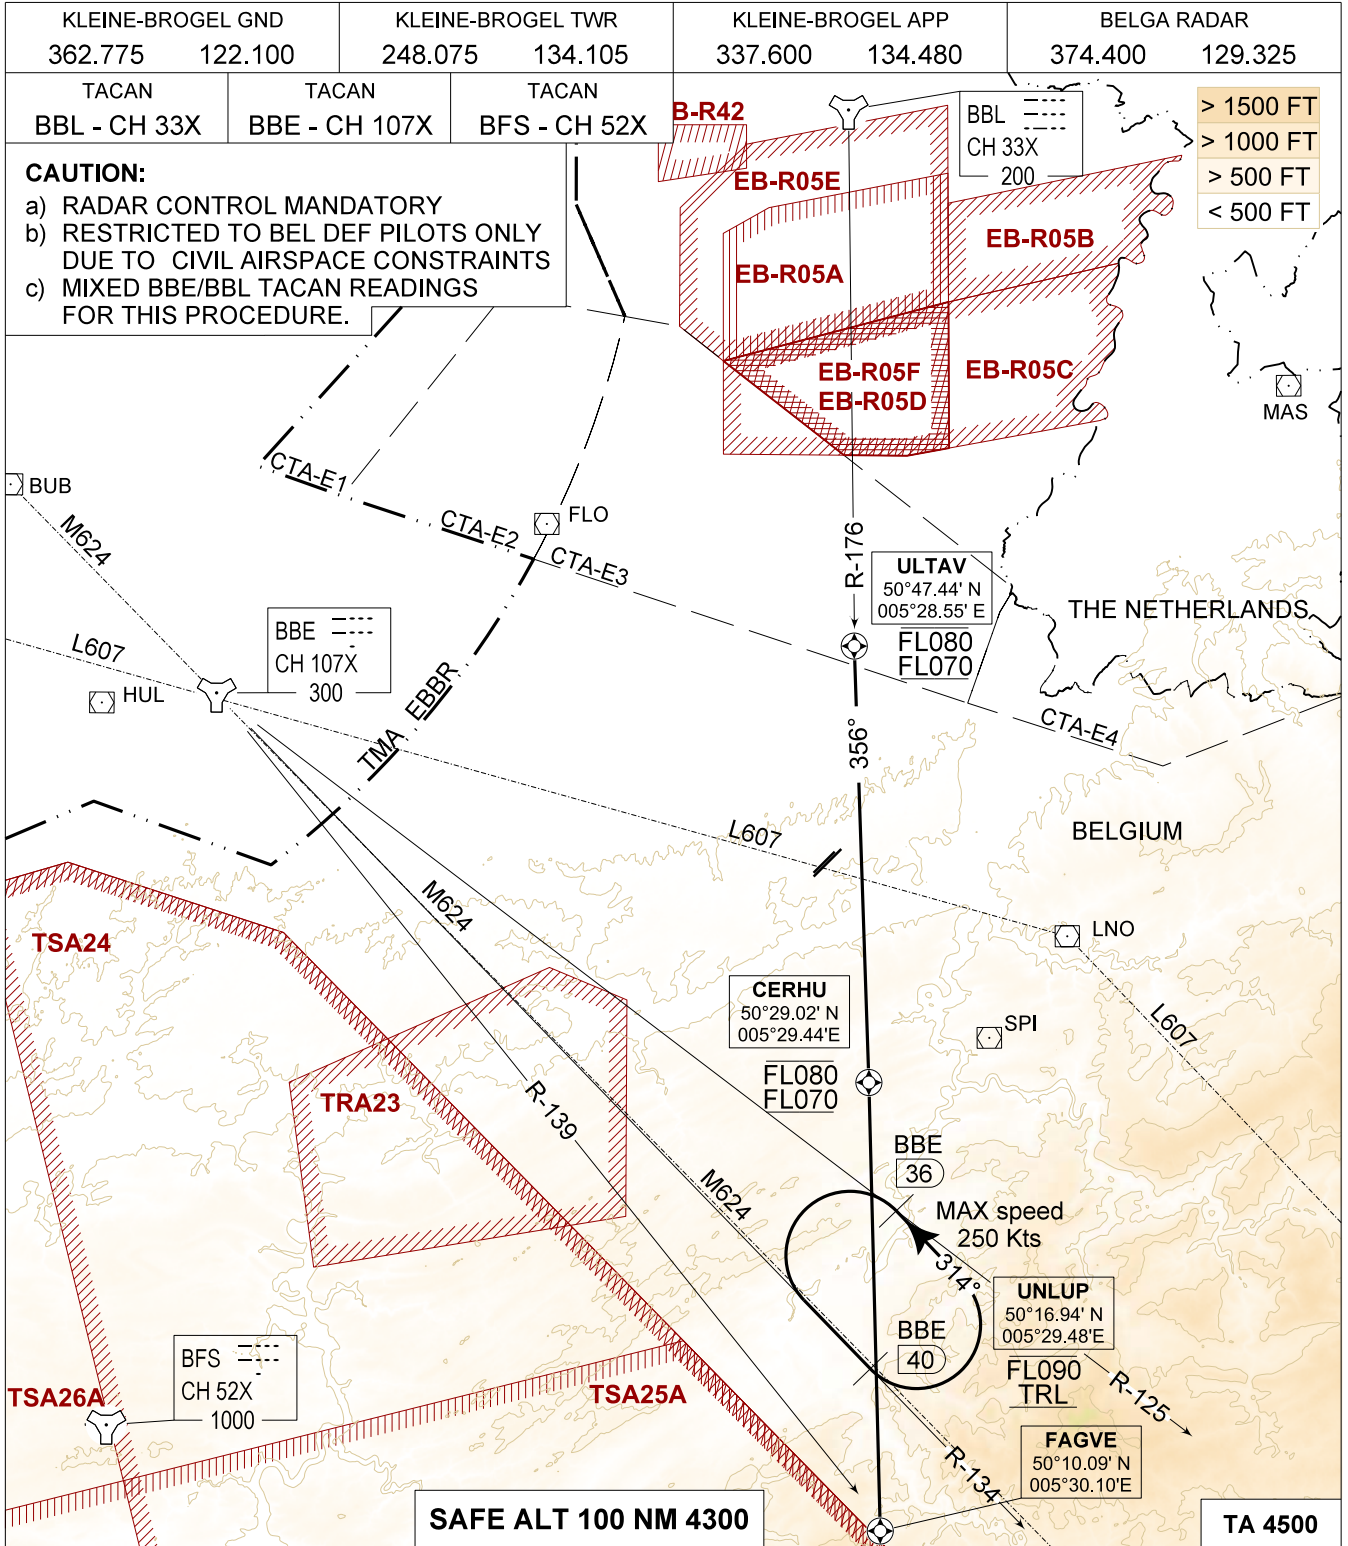 KLEINE-BROGEL GND
362.775 122.100
KLEINE-BROGEL TWR
248.075 134.105
KLEINE-BROGEL APP
337.600 134.480
BELGA RADAR
374.400 129.325
TACAN
BBL - CH 33X
TACAN
BBE - CH 107X
TACAN
BFS - CH 52X
CAUTION:
a) RADAR CONTROL MANDATORY
b) RESTRICTED TO BEL DEF PILOTS ONLY
DUE TO CIVIL AIRSPACE CONSTRAINTS
c) MIXED BBE/BBL TACAN READINGS
FOR THIS PROCEDURE.
B-R42
BBL
CH 33X
200
> 1500 FT
> 1000 FT
> 500 FT
< 500 FT
EB-R05E
EB-R05B
EB-R05A
EB-R05F
EB-R05D
EB-R05C
MAS
BUB
CTA-E1
FLO
CTA-E2
CTA-E3
M624
R-176
ULTAV
50°47.44' N
005°28.55' E
FL080
FL070
THE NETHERLANDS
BBE
CH 107X
300
L607
HUL
TMA EBBR
356°
CTA-E4
L607
BELGIUM
M624
LNO
TSA24
CERHU
50°29.02' N
005°29.44'E
FL080
FL070
SPI
L607
TRA23
R-139
BBE
36
M624
MAX speed
250 Kts
314°
UNLUP
50°16.94' N
005°29.48'E
FL090
TRL
BBE
40
BFS
CH 52X
1000
TSA26A
TSA25A
R-125
FAGVE
50°10.09' N
005°30.10'E
R-134
SAFE ALT 100 NM 4300
TA 4500